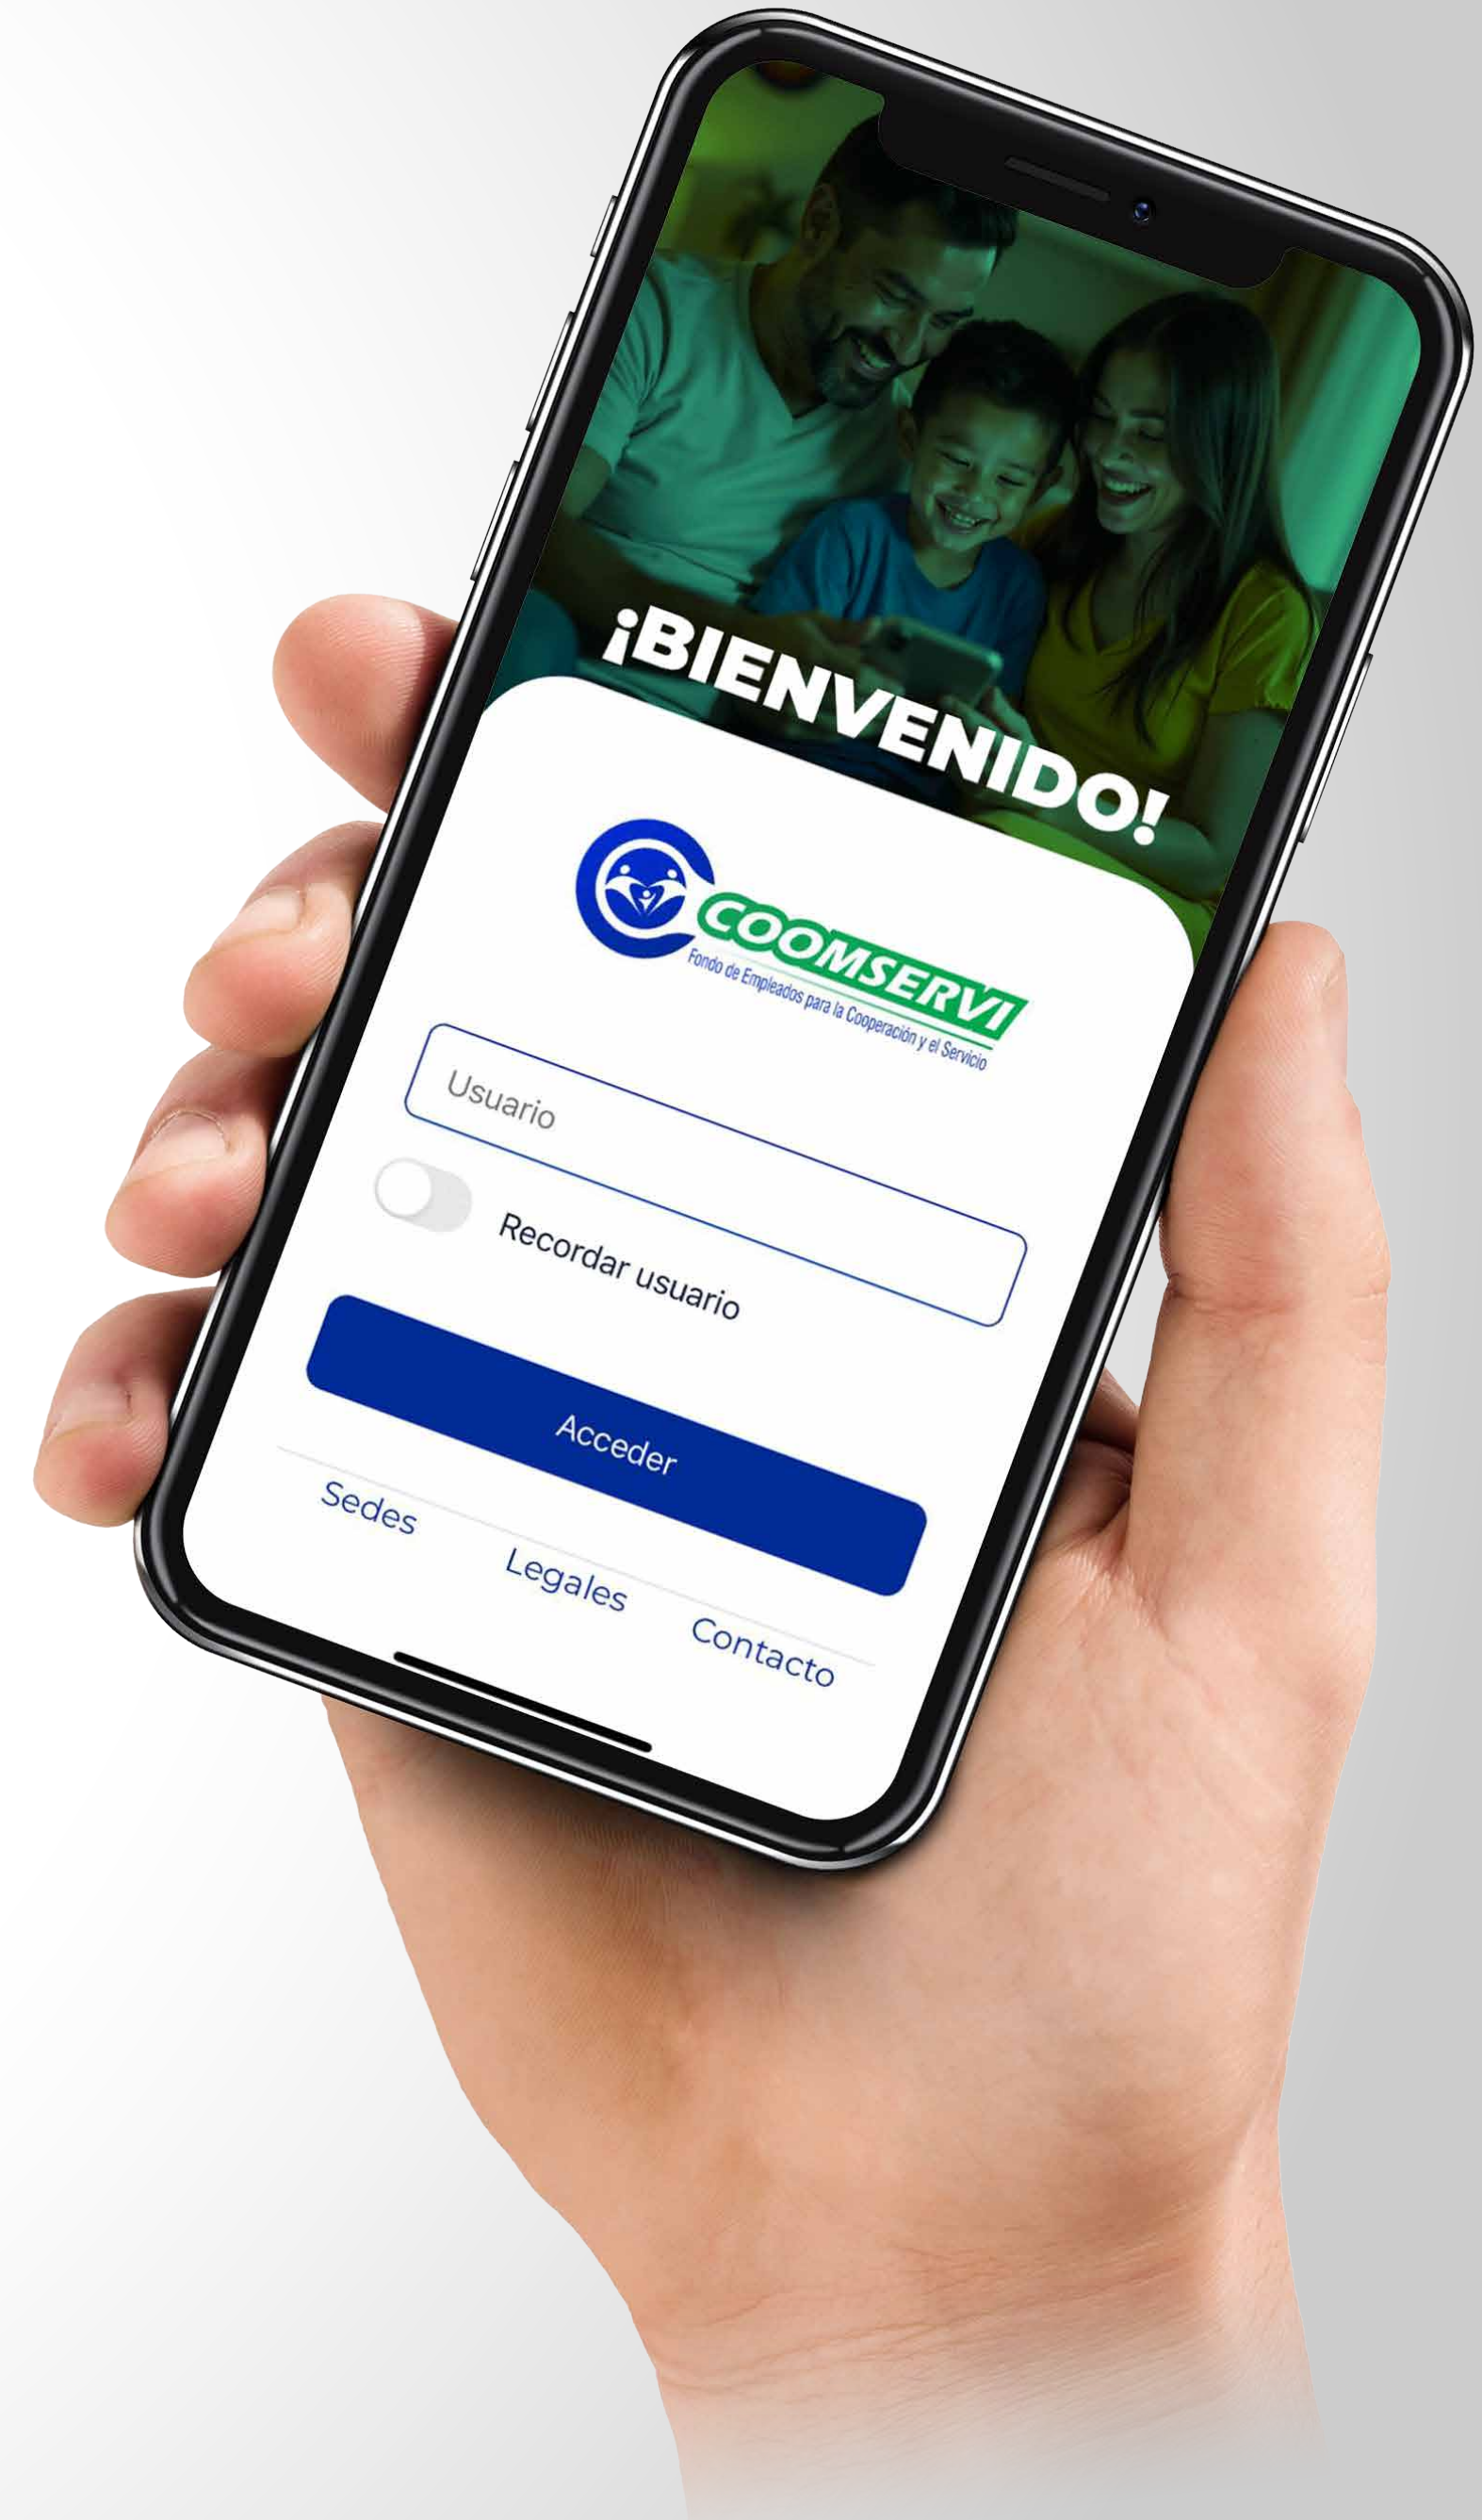 ¡BIENVENIDO!
COOMSERVI
Fondo de Empleados para la Cooperación y el Servicio
Usuario
Recordar usuario
Acceder
Sedes
Legales
Contacto